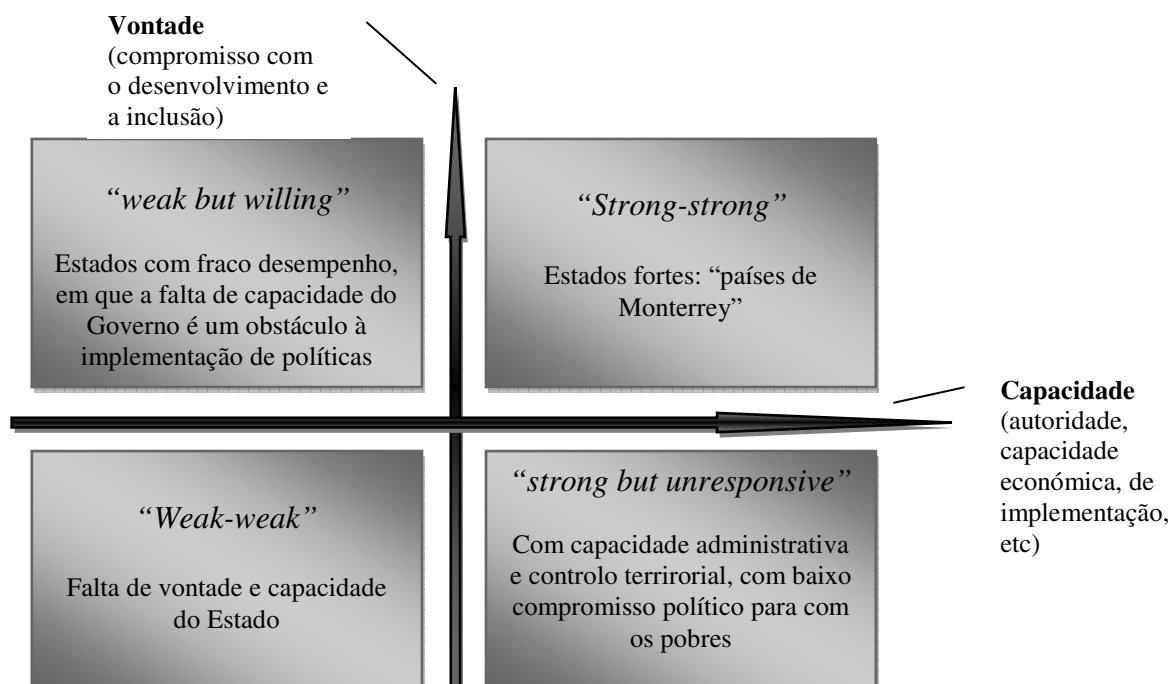 Vontade
(compromisso com
o desenvolvimento e
a inclusão)
“weak but willing”
Estados com fraco desempenho,
em que a falta de capacidade do
Governo é um obstáculo à
implementação de políticas
“Strong-strong”
Estados fortes: “países de
Monterrey”
Capacidade
(autoridade,
capacidade
económica, de
implementação,
etc)
“Weak-weak”
Falta de vontade e capacidade
do Estado
“strong but unresponsive”
Com capacidade administrativa
e controlo terrirorial, com baixo
compromisso político para com
os pobres